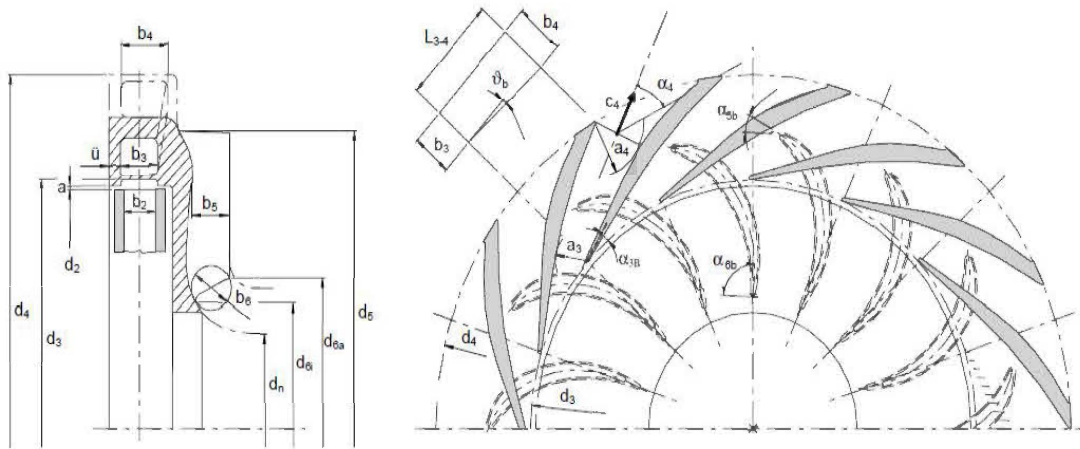 b₄
ü
b₃
a
b₂
d₂
b₅
b₆
d₄
d₃
dₙ
d₆ᵢ
d₆ₐ
d₅
L₃₋₄
b₄
ϑb
b₃
c₄
α₄
a₄
α5b
a₃
α3B
α6b
d₄
d₃